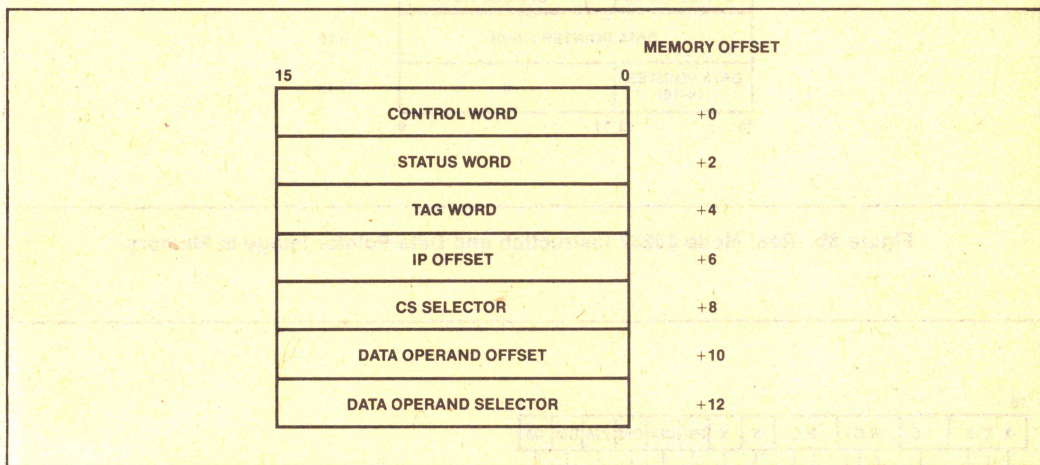 MEMORY OFFSET
15 0
CONTROL WORD +0
STATUS WORD +2
TAG WORD +4
IP OFFSET +6
CS SELECTOR +8
DATA OPERAND OFFSET +10
DATA OPERAND SELECTOR +12